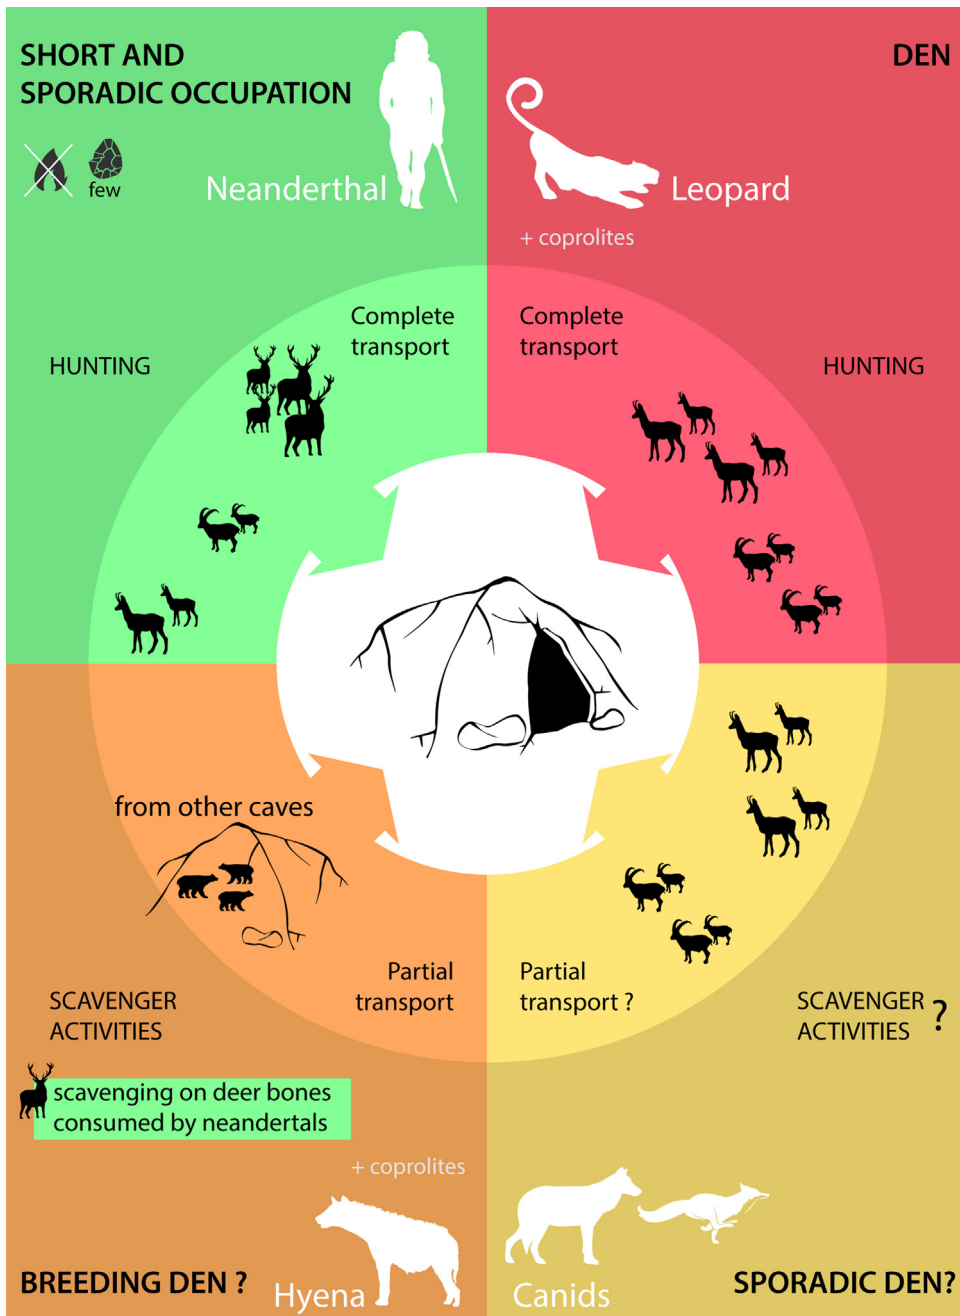 SHORT AND
SPORADIC OCCUPATION
few
Neanderthal
HUNTING
Complete
transport
DEN
Leopard
+ coprolites
Complete
transport
HUNTING
from other caves
Partial
transport
SCAVENGER
ACTIVITIES
scavenging on deer bones
consumed by neandertals
+ coprolites
BREEDING DEN ?
Hyena
Partial
transport ?
SCAVENGER
ACTIVITIES ?
Canids
SPORADIC DEN?